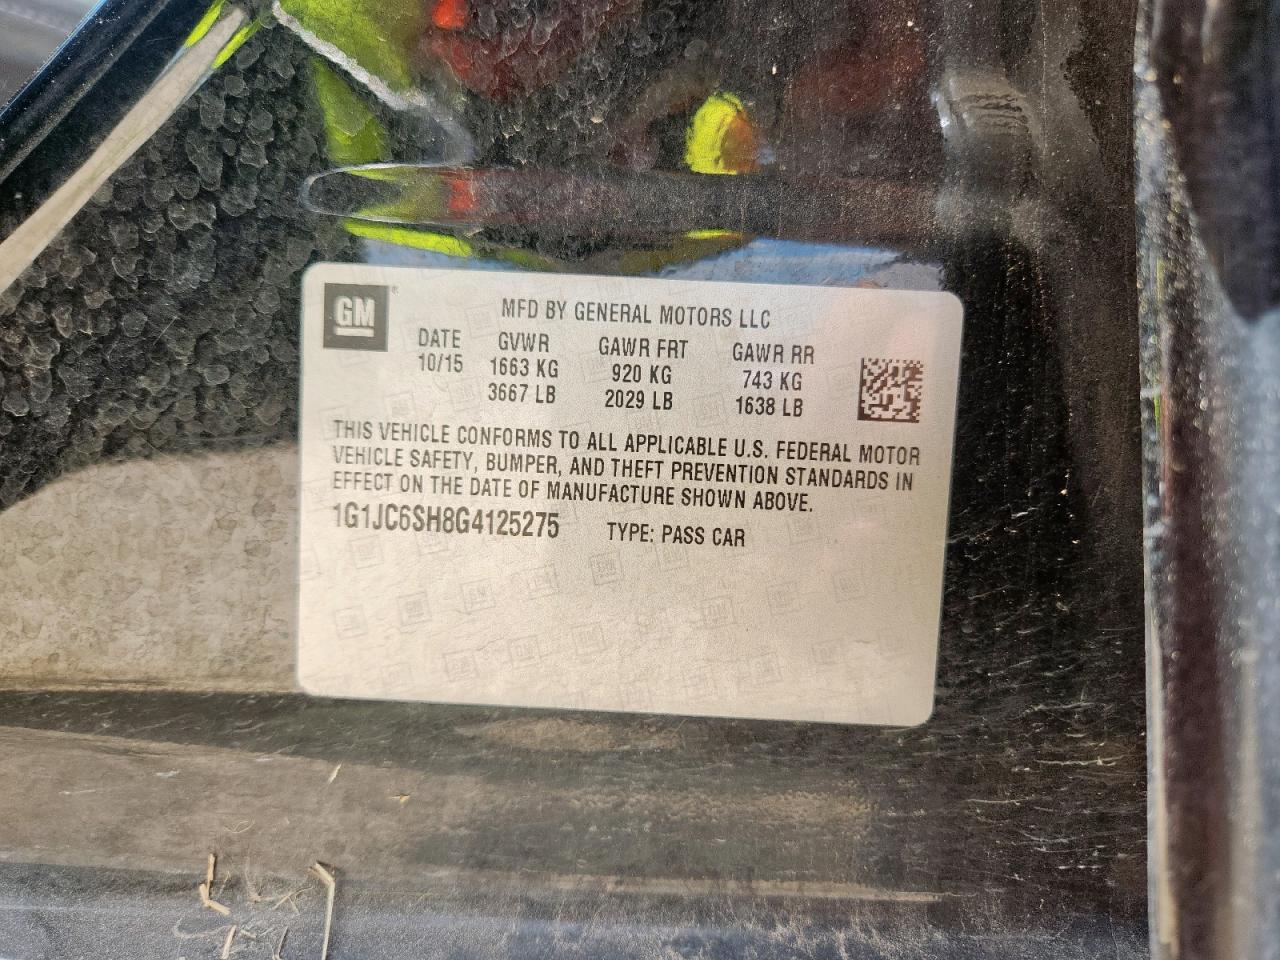 GM
MFD BY GENERAL MOTORS LLC
DATE GVWR GAWR FRT GAWR RR
10/15 1663 KG 920 KG 743 KG
3667 LB 2029 LB 1638 LB
THIS VEHICLE CONFORMS TO ALL APPLICABLE U.S. FEDERAL MOTOR
VEHICLE SAFETY, BUMPER, AND THEFT PREVENTION STANDARDS IN
EFFECT ON THE DATE OF MANUFACTURE SHOWN ABOVE.
1G1JC6SH8G4125275 TYPE: PASS CAR